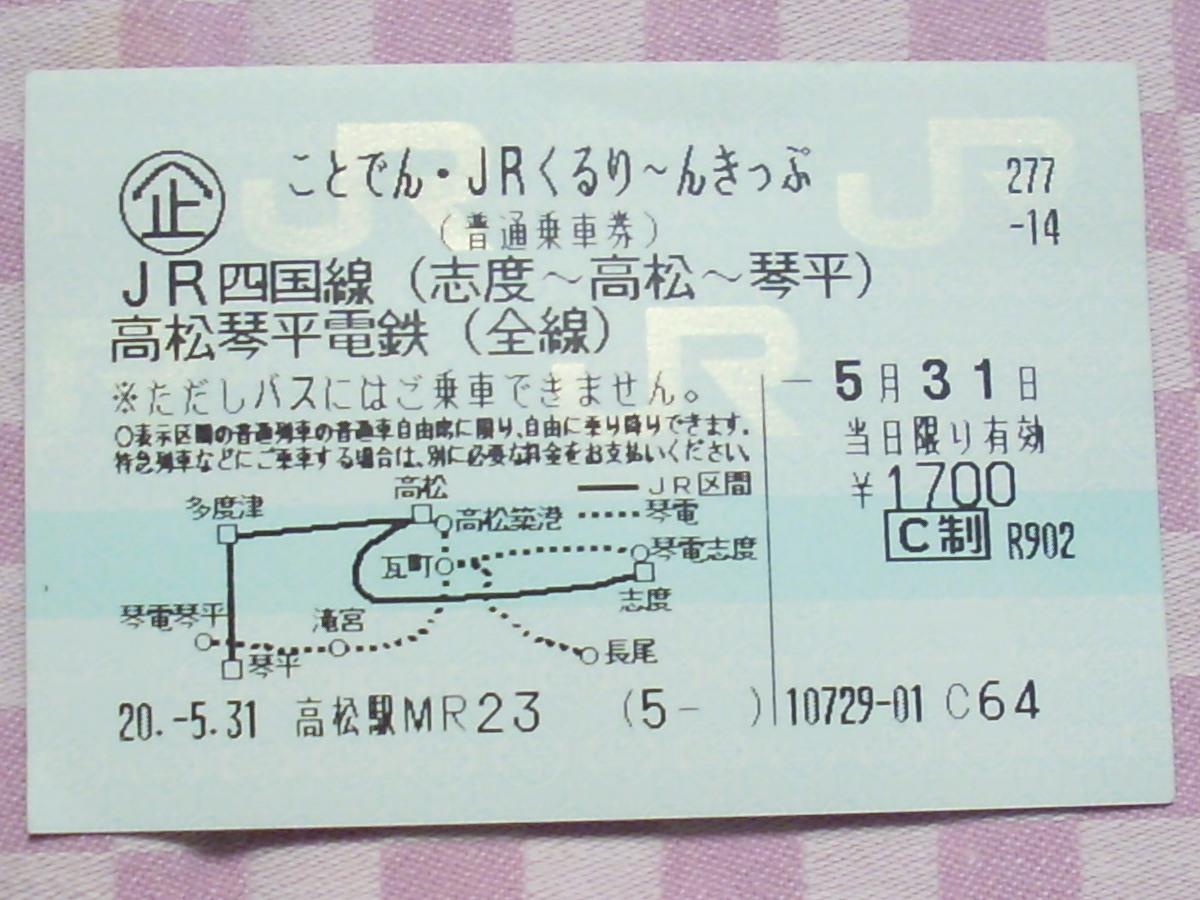 企 ことでん・JRくるり～んきっぷ 277
（普通乗車券） -14
JR四国線（志度～高松～琴平）
高松琴平電鉄（全線）
※ただしバスにはご乗車できません。
○表示区間の普通列車の普通車自由席に限り、自由に乗り降りできます。
特急列車などにご乗車する場合は、別に必要な料金をお支払いください。
5月31日
当日限り有効
¥1700
C制 R902
高松 JR区間
多度津 高松築港 琴電
瓦町 琴電志度
志度
琴電琴平 滝宮
琴平 長尾
20.-5.31 高松駅MR23 (5- ) 10729-01 C64
JR
JR
JR